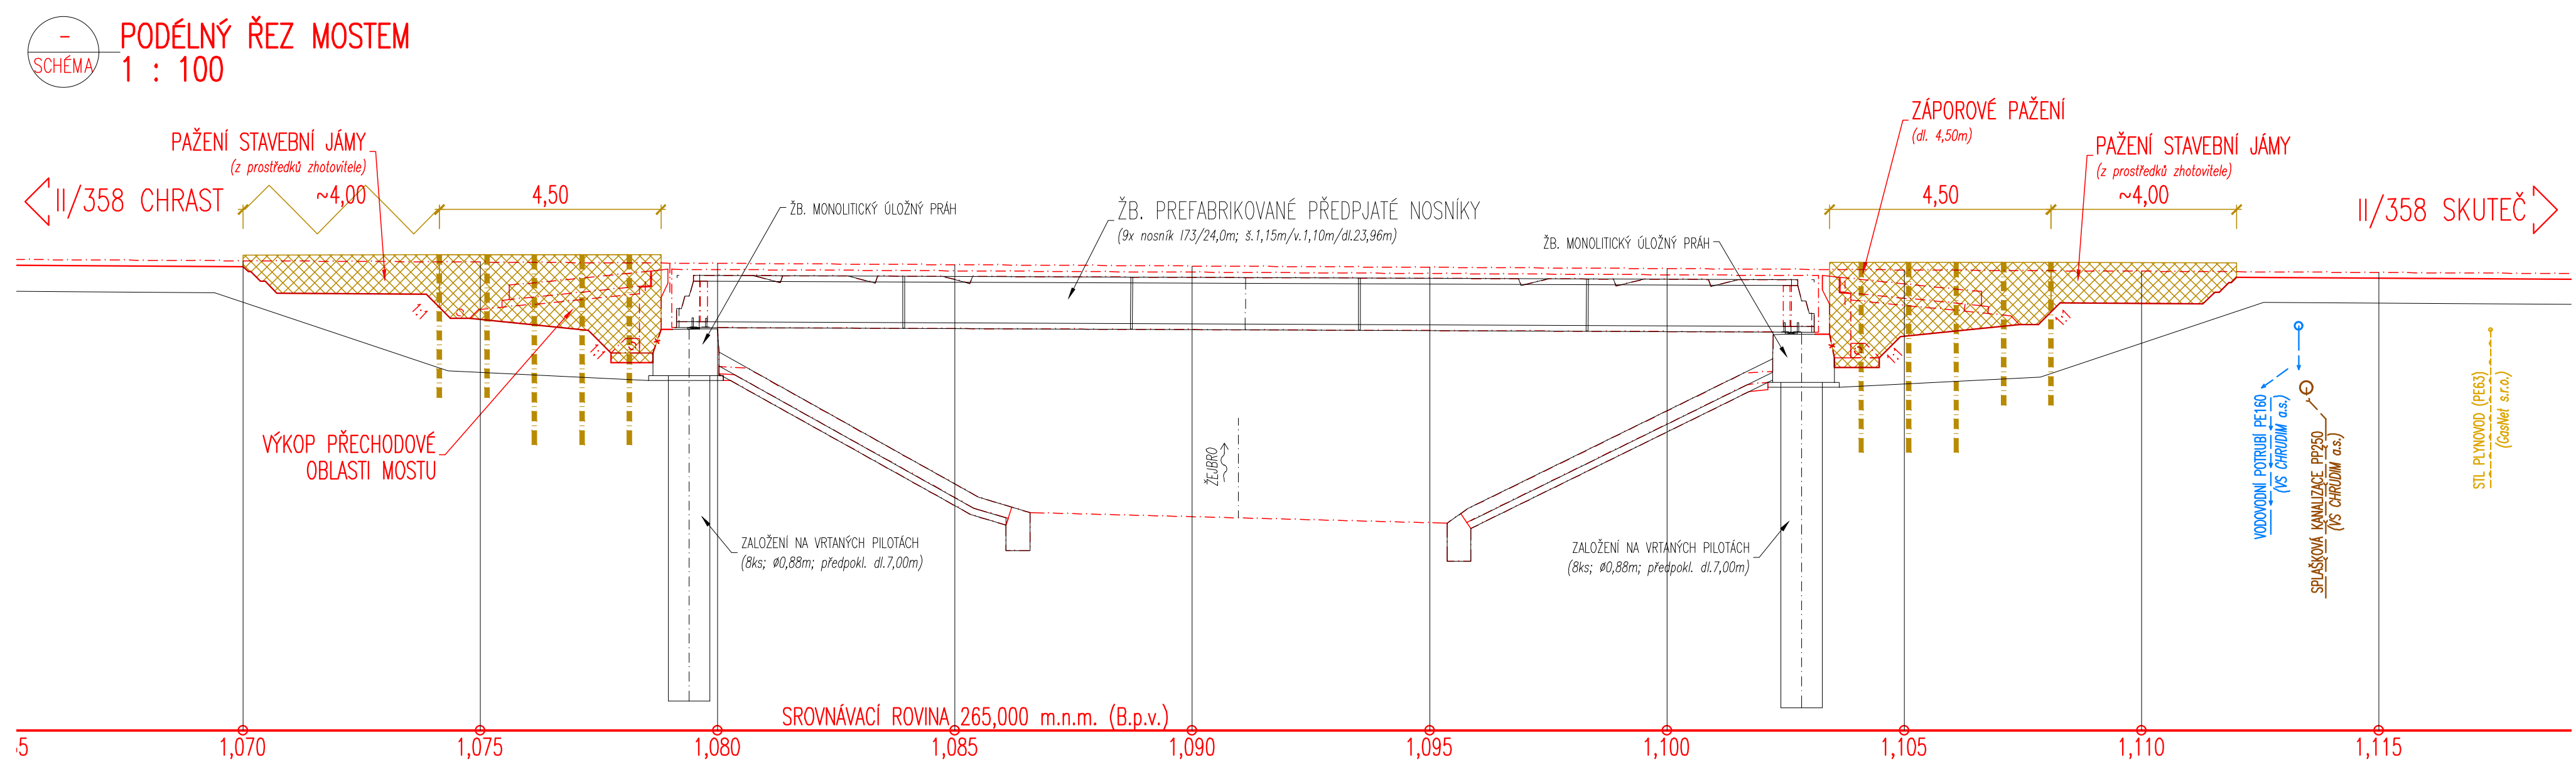 –
SCHÉMA
PODÉLNÝ ŘEZ MOSTEM
1 : 100
PAŽENÍ STAVEBNÍ JÁMY
(z prostředků zhotovitele)
II/358 CHRAST
~4,00
4,50
ŽB. MONOLITICKÝ ÚLOŽNÝ PRÁH
ŽB. PREFABRIKOVANÉ PŘEDPJATÉ NOSNÍKY
(9x nosník I73/24,0m; š.1,15m/v.1,10m/dl.23,96m)
ŽB. MONOLITICKÝ ÚLOŽNÝ PRÁH
ZÁPOROVÉ PAŽENÍ
(dl. 4,50m)
PAŽENÍ STAVEBNÍ JÁMY
(z prostředků zhotovitele)
4,50
~4,00
II/358 SKUTEČ
1:1
1:1
1:1
1:1
VÝKOP PŘECHODOVÉ
OBLASTI MOSTU
ŽEJBRO
ZALOŽENÍ NA VRTANÝCH PILOTÁCH
(8ks; Ø0,88m; předpokl. dl.7,00m)
ZALOŽENÍ NA VRTANÝCH PILOTÁCH
(8ks; Ø0,88m; předpokl. dl.7,00m)
VODOVODNÍ POTRUBÍ PE160
(VS CHRUDIM a.s.)
SPLAŠKOVÁ KANALIZACE PP250
(VS CHRUDIM a.s.)
STL PLYNOVOD (PE63)
(GasNet s.r.o.)
SROVNÁVACÍ ROVINA 265,000 m.n.m. (B.p.v.)
5
1,070
1,075
1,080
1,085
1,090
1,095
1,100
1,105
1,110
1,115